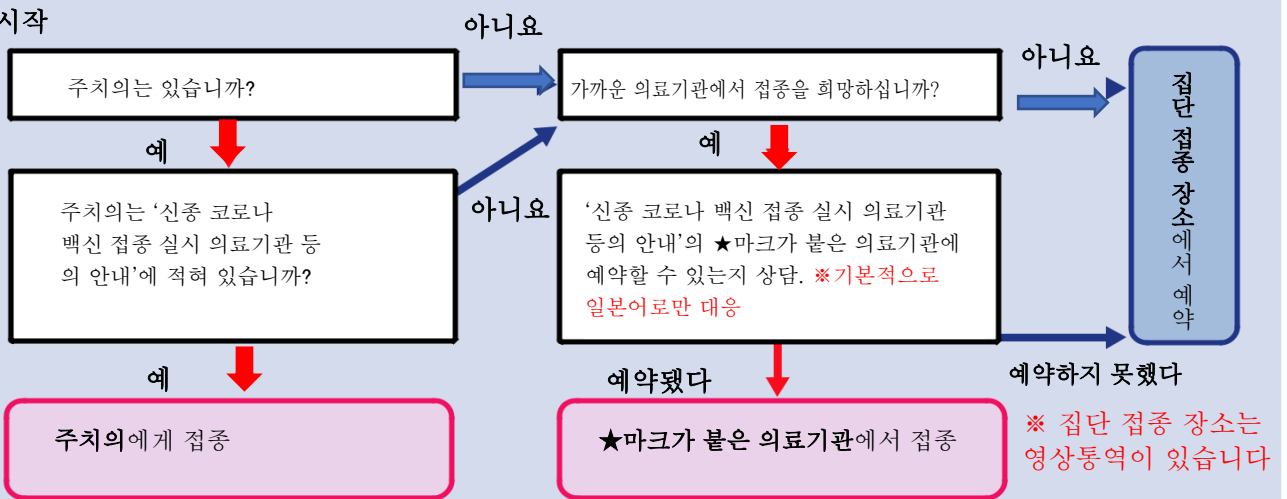 시작
주치의는 있습니까?
아니요
가까운 의료기관에서 접종을 희망하십니까?
아니요
집단 접종 장소에서 예약
예
예
주치의는 ‘신종 코로나
백신 접종 실시 의료기관 등
의 안내’에 적혀 있습니까?
아니요
‘신종 코로나 백신 접종 실시 의료기관
등의 안내’의 ★마크가 붙은 의료기관에
예약할 수 있는지 상담. ※기본적으로
일본어로만 대응
예
예약됐다
예약하지 못했다
주치의에게 접종
★마크가 붙은 의료기관에서 접종
※ 집단 접종 장소는
영상통역이 있습니다